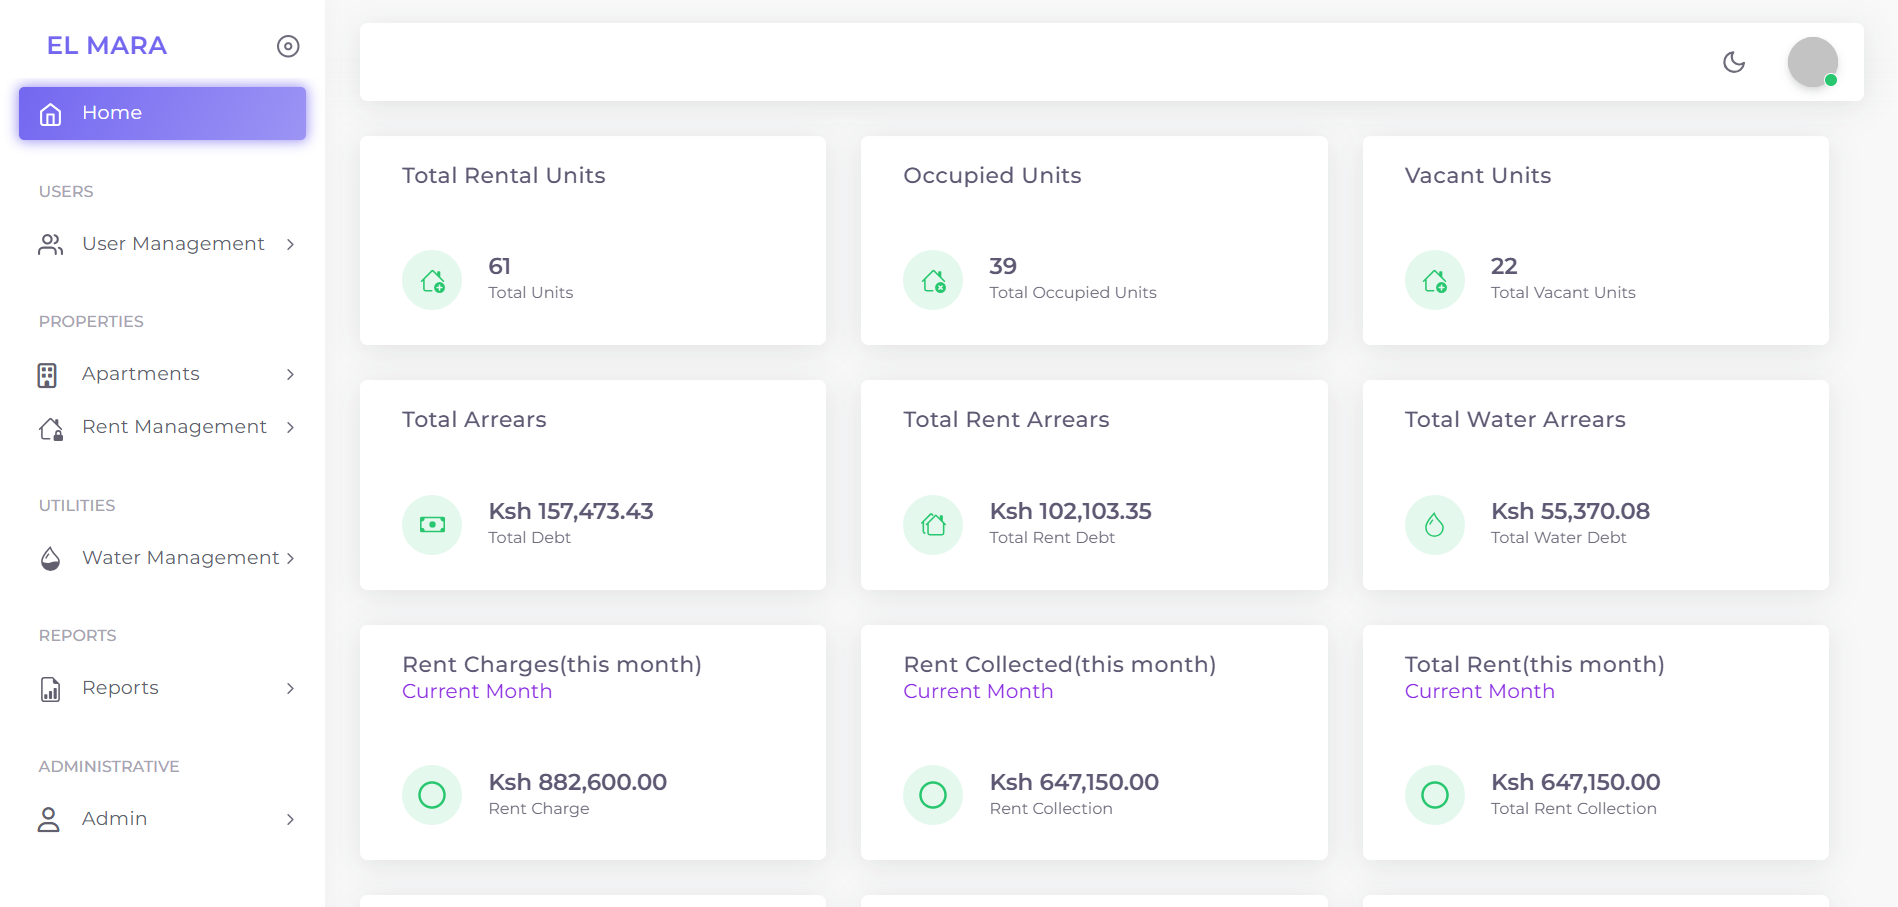 EL MARA
Home
USERS
User Management
PROPERTIES
Apartments
Rent Management
UTILITIES
Water Management
REPORTS
Reports
ADMINISTRATIVE
Admin
Total Rental Units
61
Total Units
Occupied Units
39
Total Occupied Units
Vacant Units
22
Total Vacant Units
Total Arrears
Ksh 157,473.43
Total Debt
Total Rent Arrears
Ksh 102,103.35
Total Rent Debt
Total Water Arrears
Ksh 55,370.08
Total Water Debt
Rent Charges(this month)
Current Month
Ksh 882,600.00
Rent Charge
Rent Collected(this month)
Current Month
Ksh 647,150.00
Rent Collection
Total Rent(this month)
Current Month
Ksh 647,150.00
Total Rent Collection